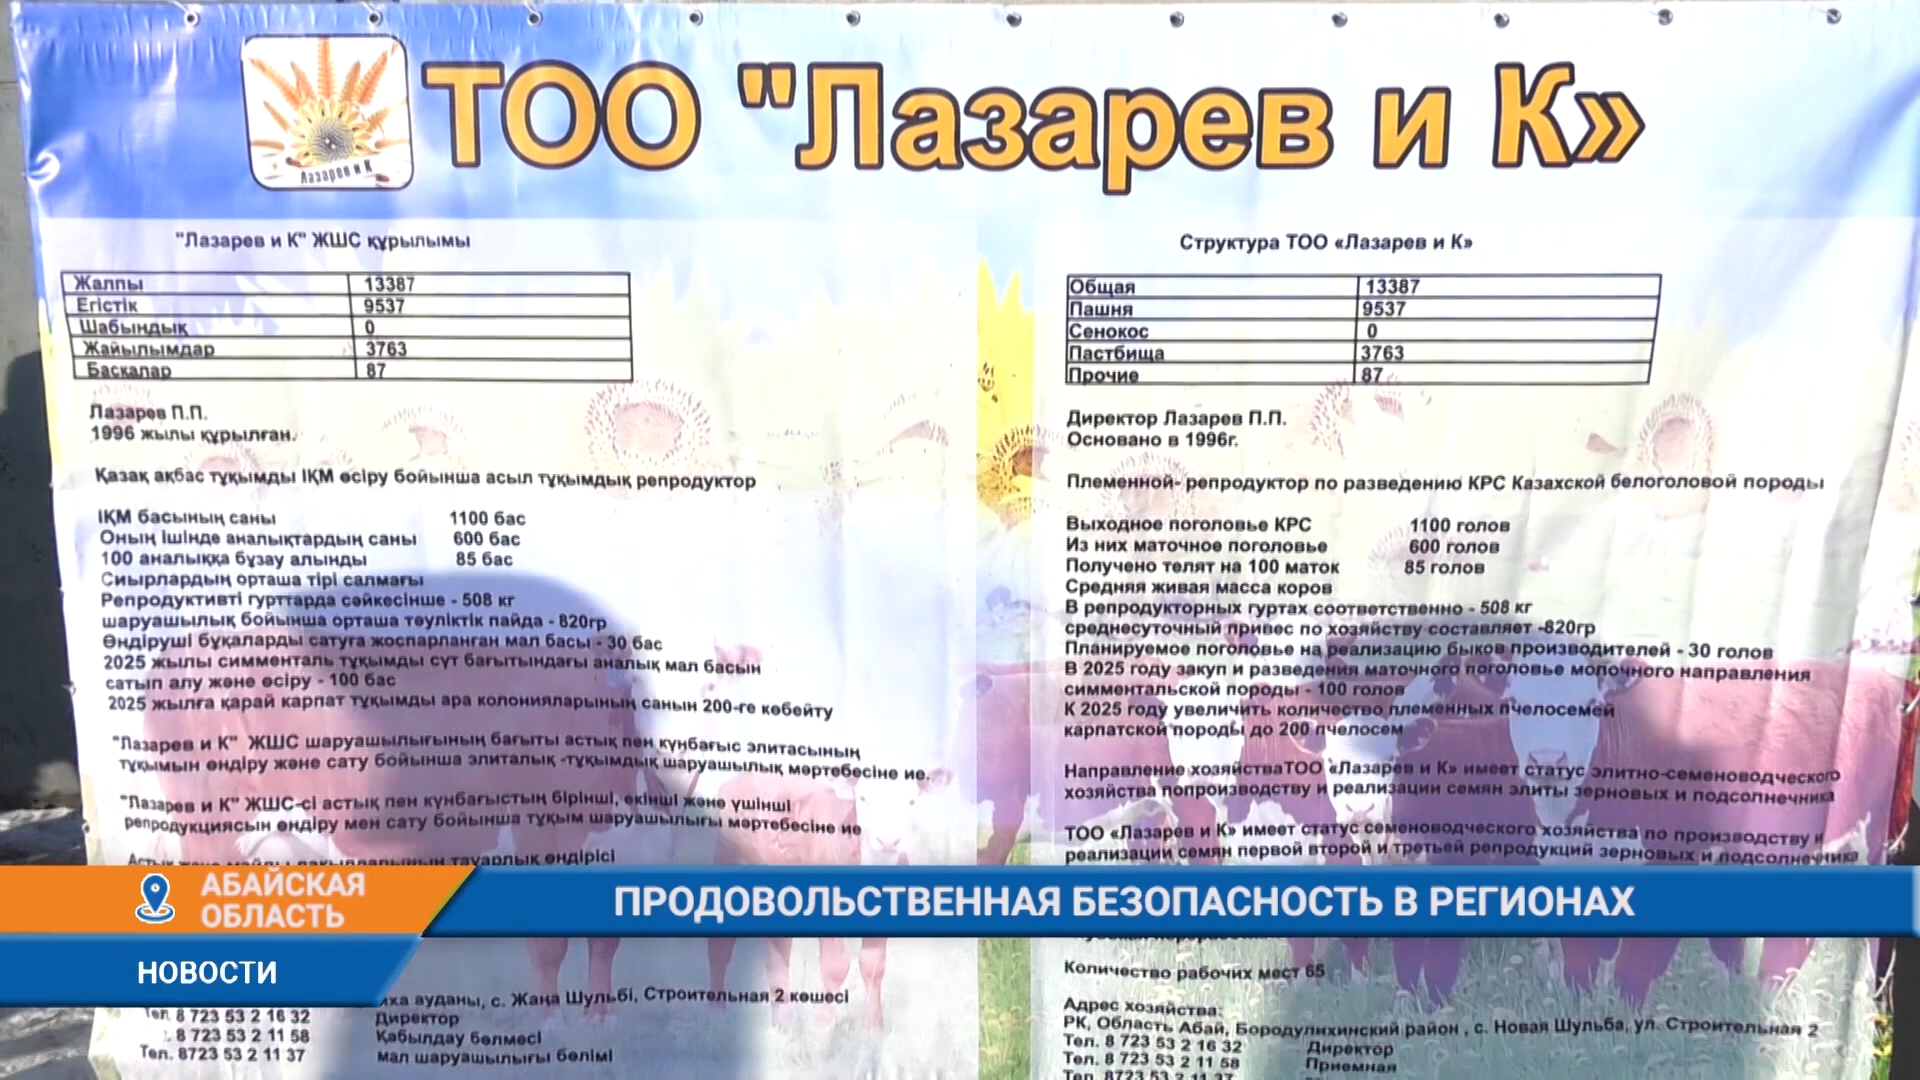 Лазарев и К
ТОО "Лазарев и К»
"Лазарев и К" ЖШС құрылымы
Жалпы 13387
Егістік 9537
Шабындық 0
Жайылымдар 3763
Басқалар 87
Лазарев П.П.
1996 жылы құрылған.
Қазақ ақбас тұқымды ІҚМ өсіру бойынша асыл тұқымдық репродуктор
ІҚМ басының саны 1100 бас
Оның ішінде аналықтардың саны 600 бас
100 аналыққа бұзау алынды 85 бас
Сиырлардың орташа тірі салмағы
Репродуктивті гурттарда сәйкесінше - 508 кг
шаруашылық бойынша орташа тәуліктік пайда - 820гр
Өндіруші бұқаларды сатуға жоспарланған мал басы - 30 бас
2025 жылы симменталь тұқымды сүт бағытындағы аналық мал басын
сатып алу және өсіру - 100 бас
2025 жылға қарай карпат тұқымды ара колонияларының санын 200-ге көбейту
"Лазарев и К" ЖШС шаруашылығының бағыты астық пен күнбағыс элитасының
тұқымын өндіру және сату бойынша элиталық -тұқымдық шаруашылық мәртебесіне ие.
"Лазарев и К" ЖШС-сі астық пен күнбағыстың бірінші, екінші және үшінші
репродукциясын өндіру мен сату бойынша тұқым шаруашылығы мәртебесіне ие
Астық және майлы дақылдарының тауарлық өндірісі
ауданы, с. Жаңа Шульбі, Строительная 2 көшесі
Тел. 8 723 53 2 16 32 Директор
8 723 53 2 11 58 Қабылдау бөлмесі
Тел. 8723 53 2 11 37 мал шаруашылығы бөлімі
Структура ТОО «Лазарев и К»
Общая 13387
Пашня 9537
Сенокос 0
Пастбища 3763
Прочие 87
Директор Лазарев П.П.
Основано в 1996г.
Племенной- репродуктор по разведению КРС Казахской белоголовой породы
Выходное поголовье КРС 1100 голов
Из них маточное поголовье 600 голов
Получено телят на 100 маток 85 голов
Средняя живая масса коров
В репродукторных гуртах соответственно - 508 кг
среднесуточный привес по хозяйству составляет -820гр
Планируемое поголовье на реализацию быков производителей - 30 голов
В 2025 году закуп и разведения маточного поголовье молочного направления
симментальской породы - 100 голов
К 2025 году увеличить количество племенных пчелосемей
карпатской породы до 200 пчелосем
Направление хозяйстваТОО «Лазарев и К» имеет статус элитно-семеноводческого
хозяйства попроизводству и реализации семян элиты зерновых и подсолнечника
ТОО «Лазарев и К» имеет статус семеноводческого хозяйства по производству и
реализации семян первой второй и третьей репродукций зерновых и подсолнечника
Количество рабочих мест 65
Адрес хозяйства:
РК, Область Абай, Бородулихинский район , с. Новая Шульба, ул. Строительная 2
Тел. 8 723 53 2 16 32 Директор
Тел. 8 723 53 2 11 58 Приемная
Тел. 8723 53 2 11 37
АБАЙСКАЯ
ОБЛАСТЬ
ПРОДОВОЛЬСТВЕННАЯ БЕЗОПАСНОСТЬ В РЕГИОНАХ
НОВОСТИ